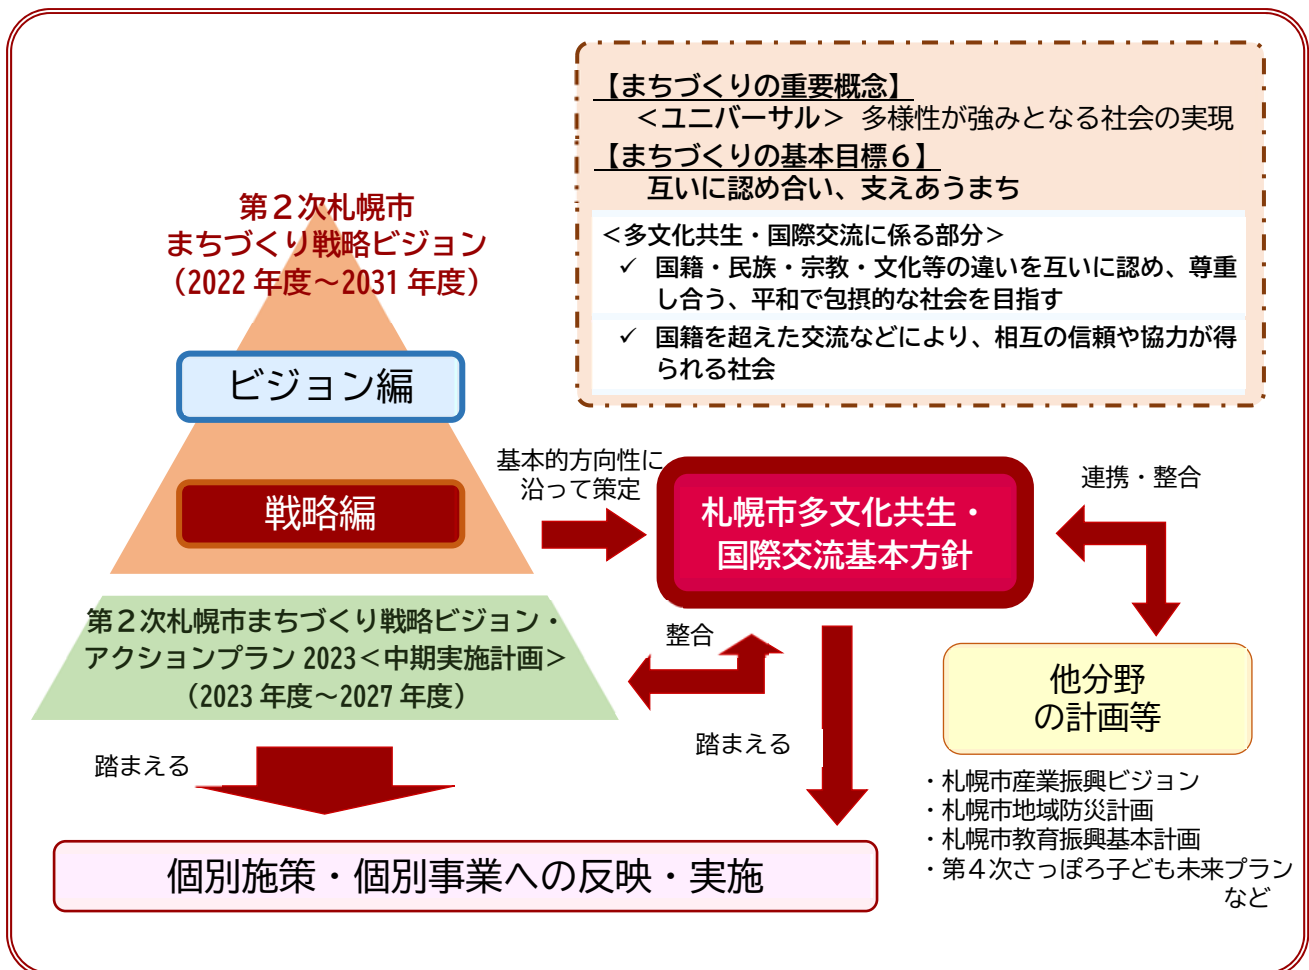 【まちづくりの重要概念】
＜ユニバーサル＞ 多様性が強みとなる社会の実現
【まちづくりの基本目標６】
互いに認め合い、支えあうまち
＜多文化共生・国際交流に係る部分＞
✓ 国籍・民族・宗教・文化等の違いを互いに認め、尊重
し合う、平和で包摂的な社会を目指す
✓ 国籍を超えた交流などにより、相互の信頼や協力が得
られる社会
第２次札幌市
まちづくり戦略ビジョン
（2022 年度～2031 年度）
ビジョン編
戦略編
基本的方向性に
沿って策定
札幌市多文化共生・
国際交流基本方針
連携・整合
第２次札幌市まちづくり戦略ビジョン・
アクションプラン 2023＜中期実施計画＞
（2023 年度～2027 年度）
整合
他分野
の計画等
踏まえる
踏まえる
・札幌市産業振興ビジョン
・札幌市地域防災計画
・札幌市教育振興基本計画
・第４次さっぽろ子ども未来プラン
など
個別施策・個別事業への反映・実施